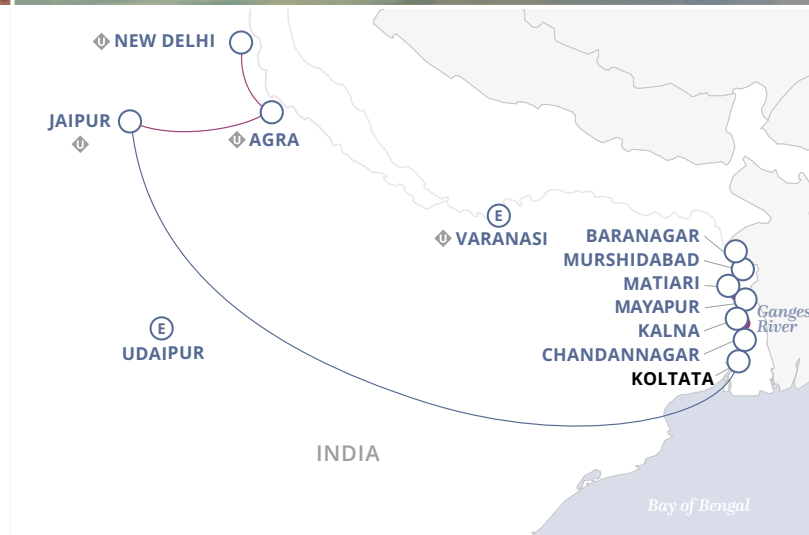 U NEW DELHI
JAIPUR
U
U AGRA
E
U VARANASI
BARANAGAR
MURSHIDABAD
MATIARI
MAYAPUR
Ganges
River
KALNA
E
UDAIPUR
CHANDANNAGAR
KOLTATA
INDIA
Bay of Bengal